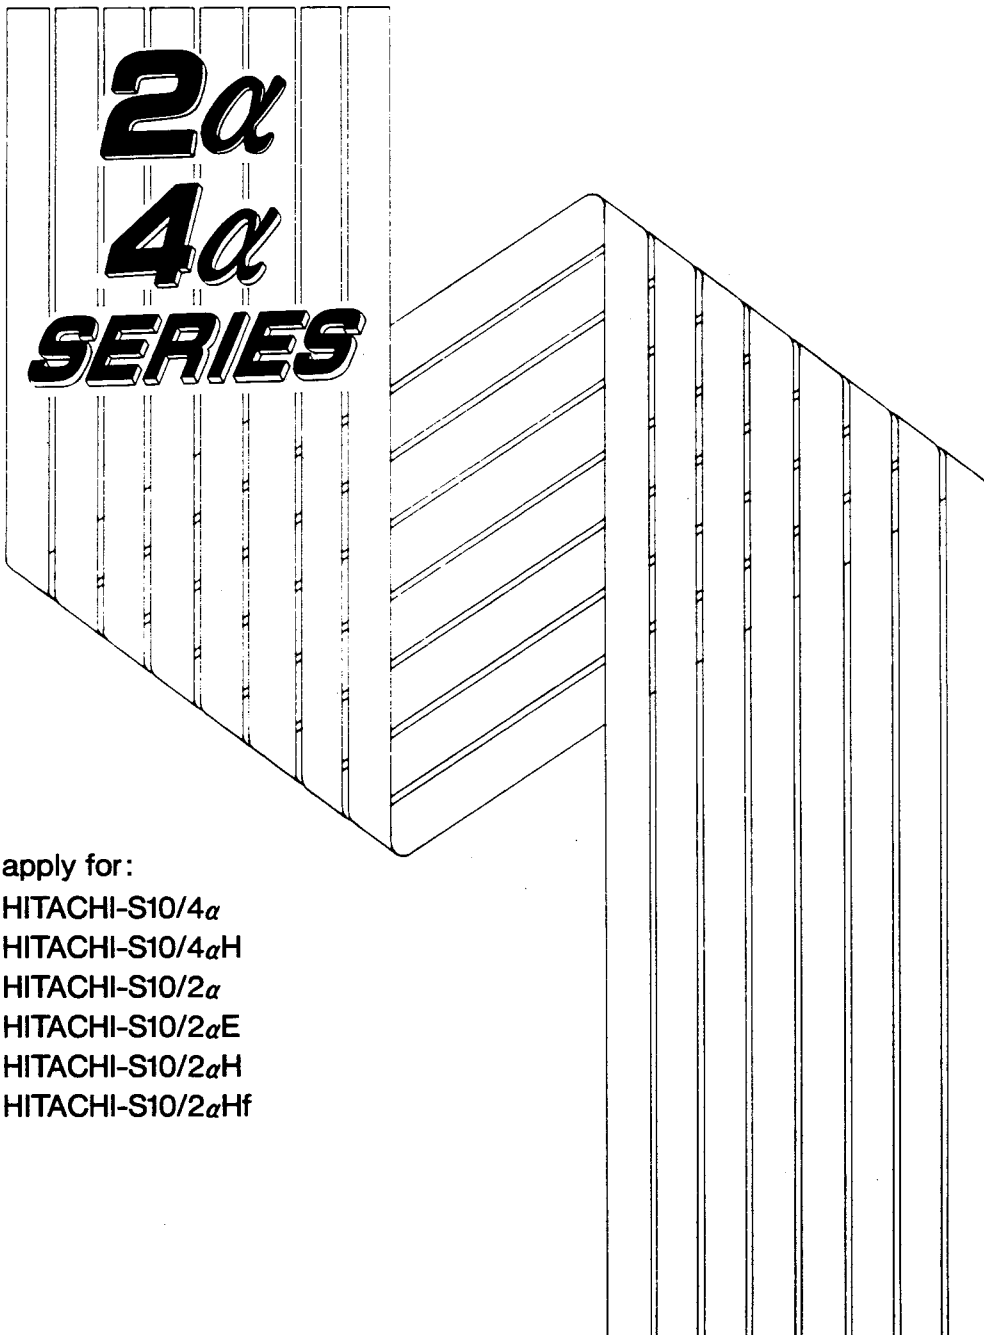 2α
4α
SERIES
apply for:
HITACHI-S10/4α
HITACHI-S10/4αH
HITACHI-S10/2α
HITACHI-S10/2αE
HITACHI-S10/2αH
HITACHI-S10/2αHf